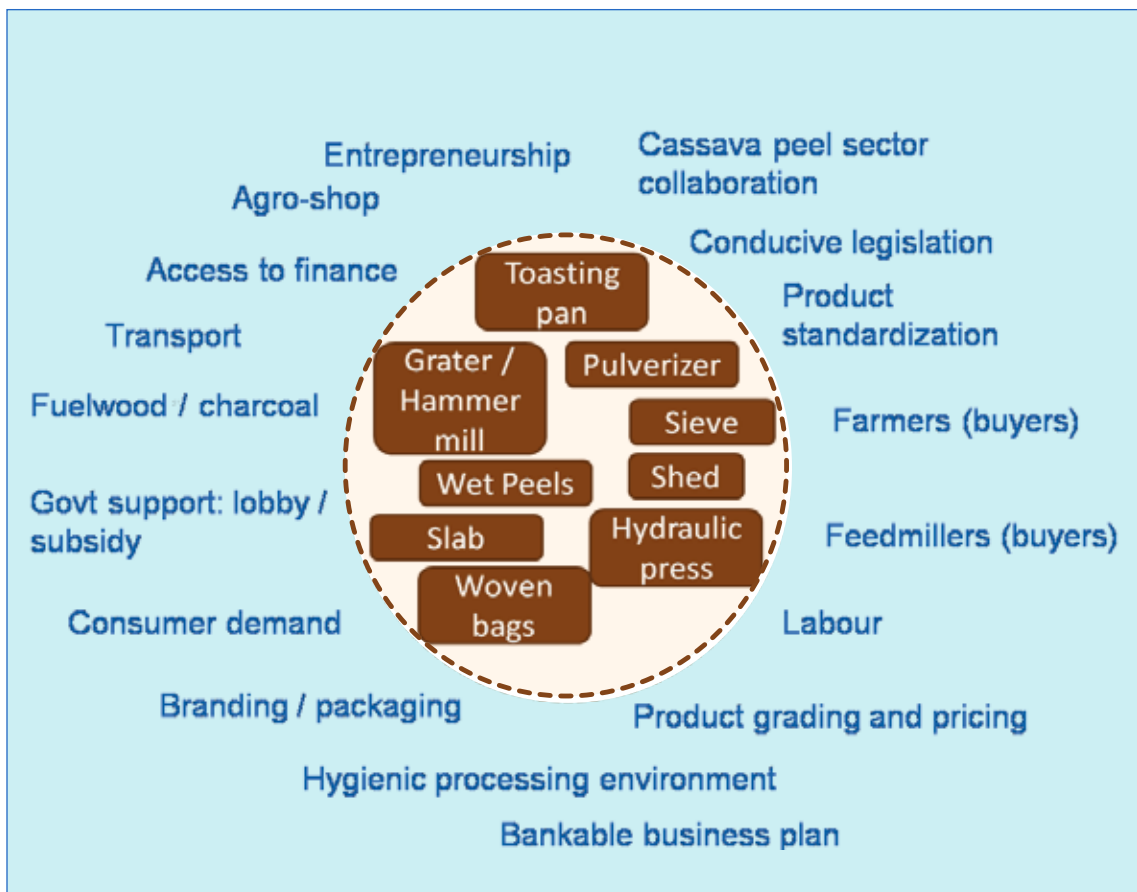 Entrepreneurship
Cassava peel sector
collaboration
Agro-shop
Conducive legislation
Access to finance
Toasting
pan
Product
standardization
Transport
Grater /
Hammer
mill
Pulverizer
Fuelwood / charcoal
Sieve
Farmers (buyers)
Wet Peels
Shed
Govt support: lobby /
subsidy
Slab
Hydraulic
press
Feedmillers (buyers)
Woven
bags
Consumer demand
Labour
Branding / packaging
Product grading and pricing
Hygienic processing environment
Bankable business plan